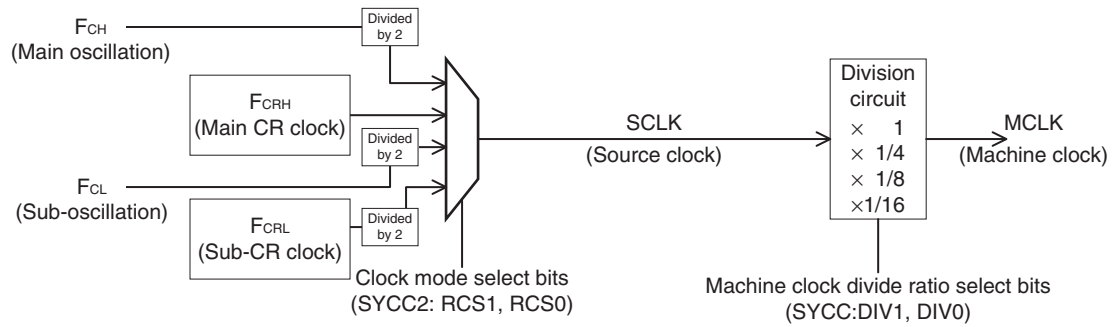 FCH
(Main oscillation)
Divided
by 2
FCRH
(Main CR clock)
Divided
by 2
FCL
(Sub-oscillation)
FCRL
(Sub-CR clock)
Divided
by 2
Clock mode select bits
(SYCC2: RCS1, RCS0)
SCLK
(Source clock)
Division
circuit
× 1
× 1/4
× 1/8
×1/16
MCLK
(Machine clock)
Machine clock divide ratio select bits
(SYCC:DIV1, DIV0)